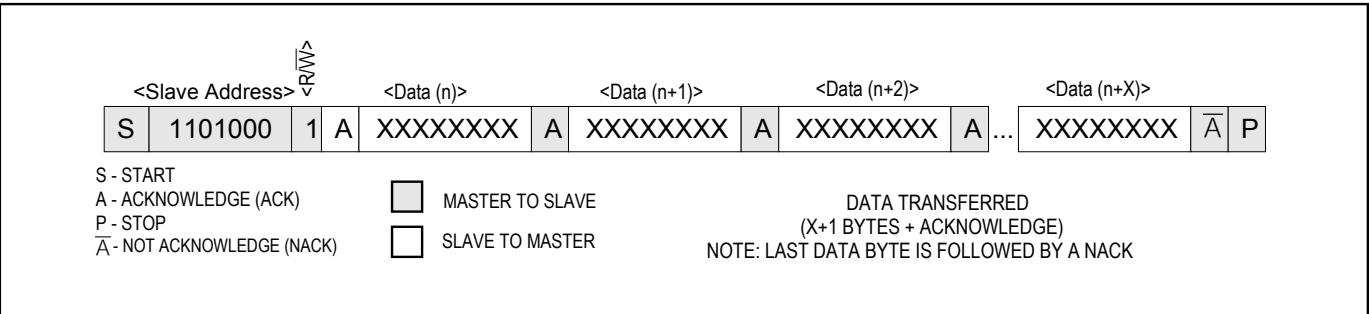 <R/W̅>
<Slave Address> <Data (n)> <Data (n+1)> <Data (n+2)> <Data (n+X)>
S 1101000 1 A XXXXXXXX A XXXXXXXX A XXXXXXXX A ... XXXXXXXX A̅ P
S - START
A - ACKNOWLEDGE (ACK)
P - STOP
A̅ - NOT ACKNOWLEDGE (NACK)
MASTER TO SLAVE
SLAVE TO MASTER
DATA TRANSFERRED
(X+1 BYTES + ACKNOWLEDGE)
NOTE: LAST DATA BYTE IS FOLLOWED BY A NACK